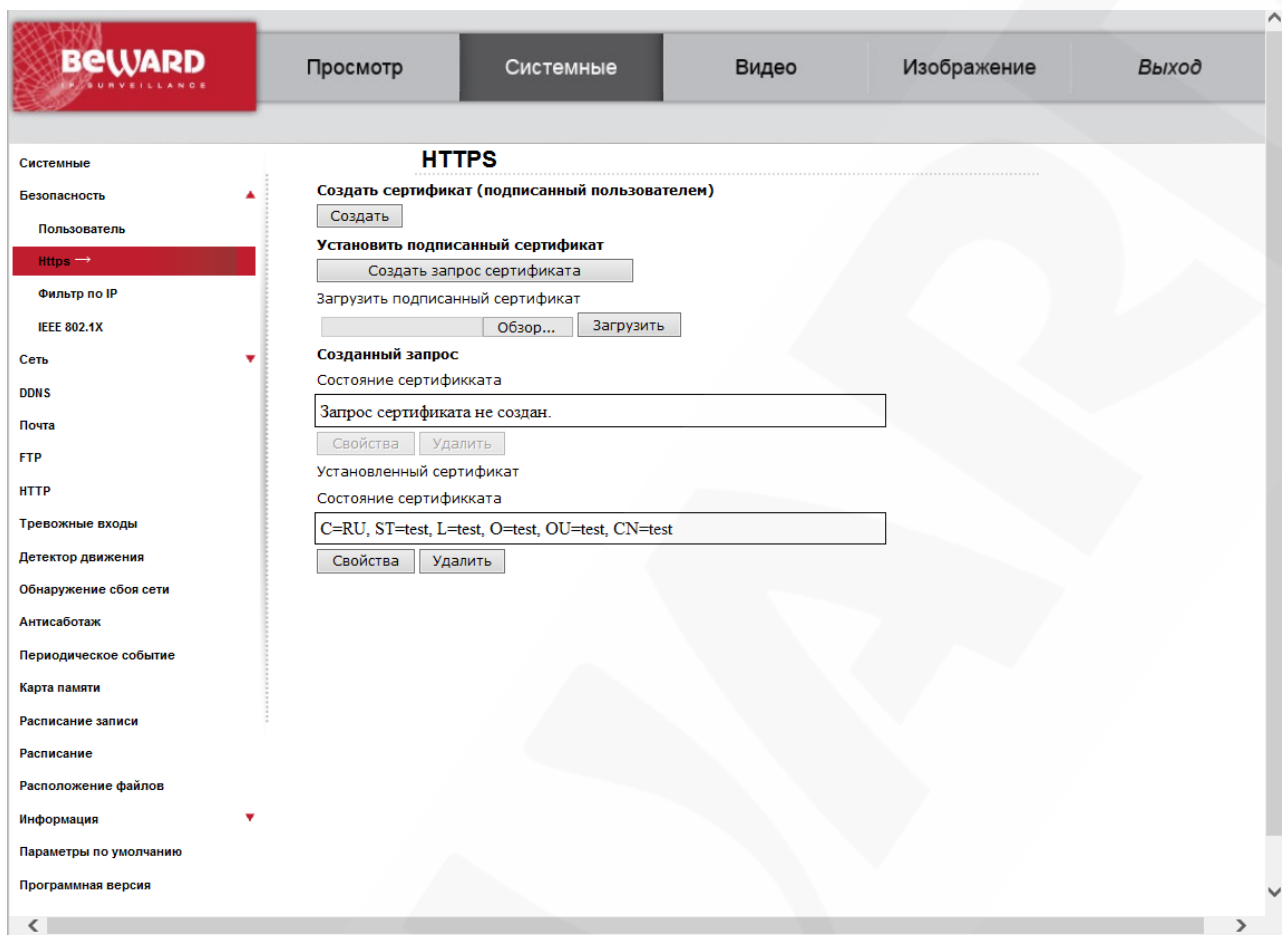 BEWARD
IP SURVEILLANCE
Просмотр
Системные
Видео
Изображение
Выход
Системные
Безопасность
Пользователь
Https →
Фильтр по IP
IEEE 802.1X
Сеть
DDNS
Почта
FTP
HTTP
Тревожные входы
Детектор движения
Обнаружение сбоя сети
Антисаботаж
Периодическое событие
Карта памяти
Расписание записи
Расписание
Расположение файлов
Информация
Параметры по умолчанию
Программная версия
HTTPS
Создать сертификат (подписанный пользователем)
Создать
Установить подписанный сертификат
Создать запрос сертификата
Загрузить подписанный сертификат
Обзор... Загрузить
Созданный запрос
Состояние сертификката
Запрос сертификата не создан.
Свойства Удалить
Установленный сертификат
Состояние сертификката
C=RU, ST=test, L=test, O=test, OU=test, CN=test
Свойства Удалить